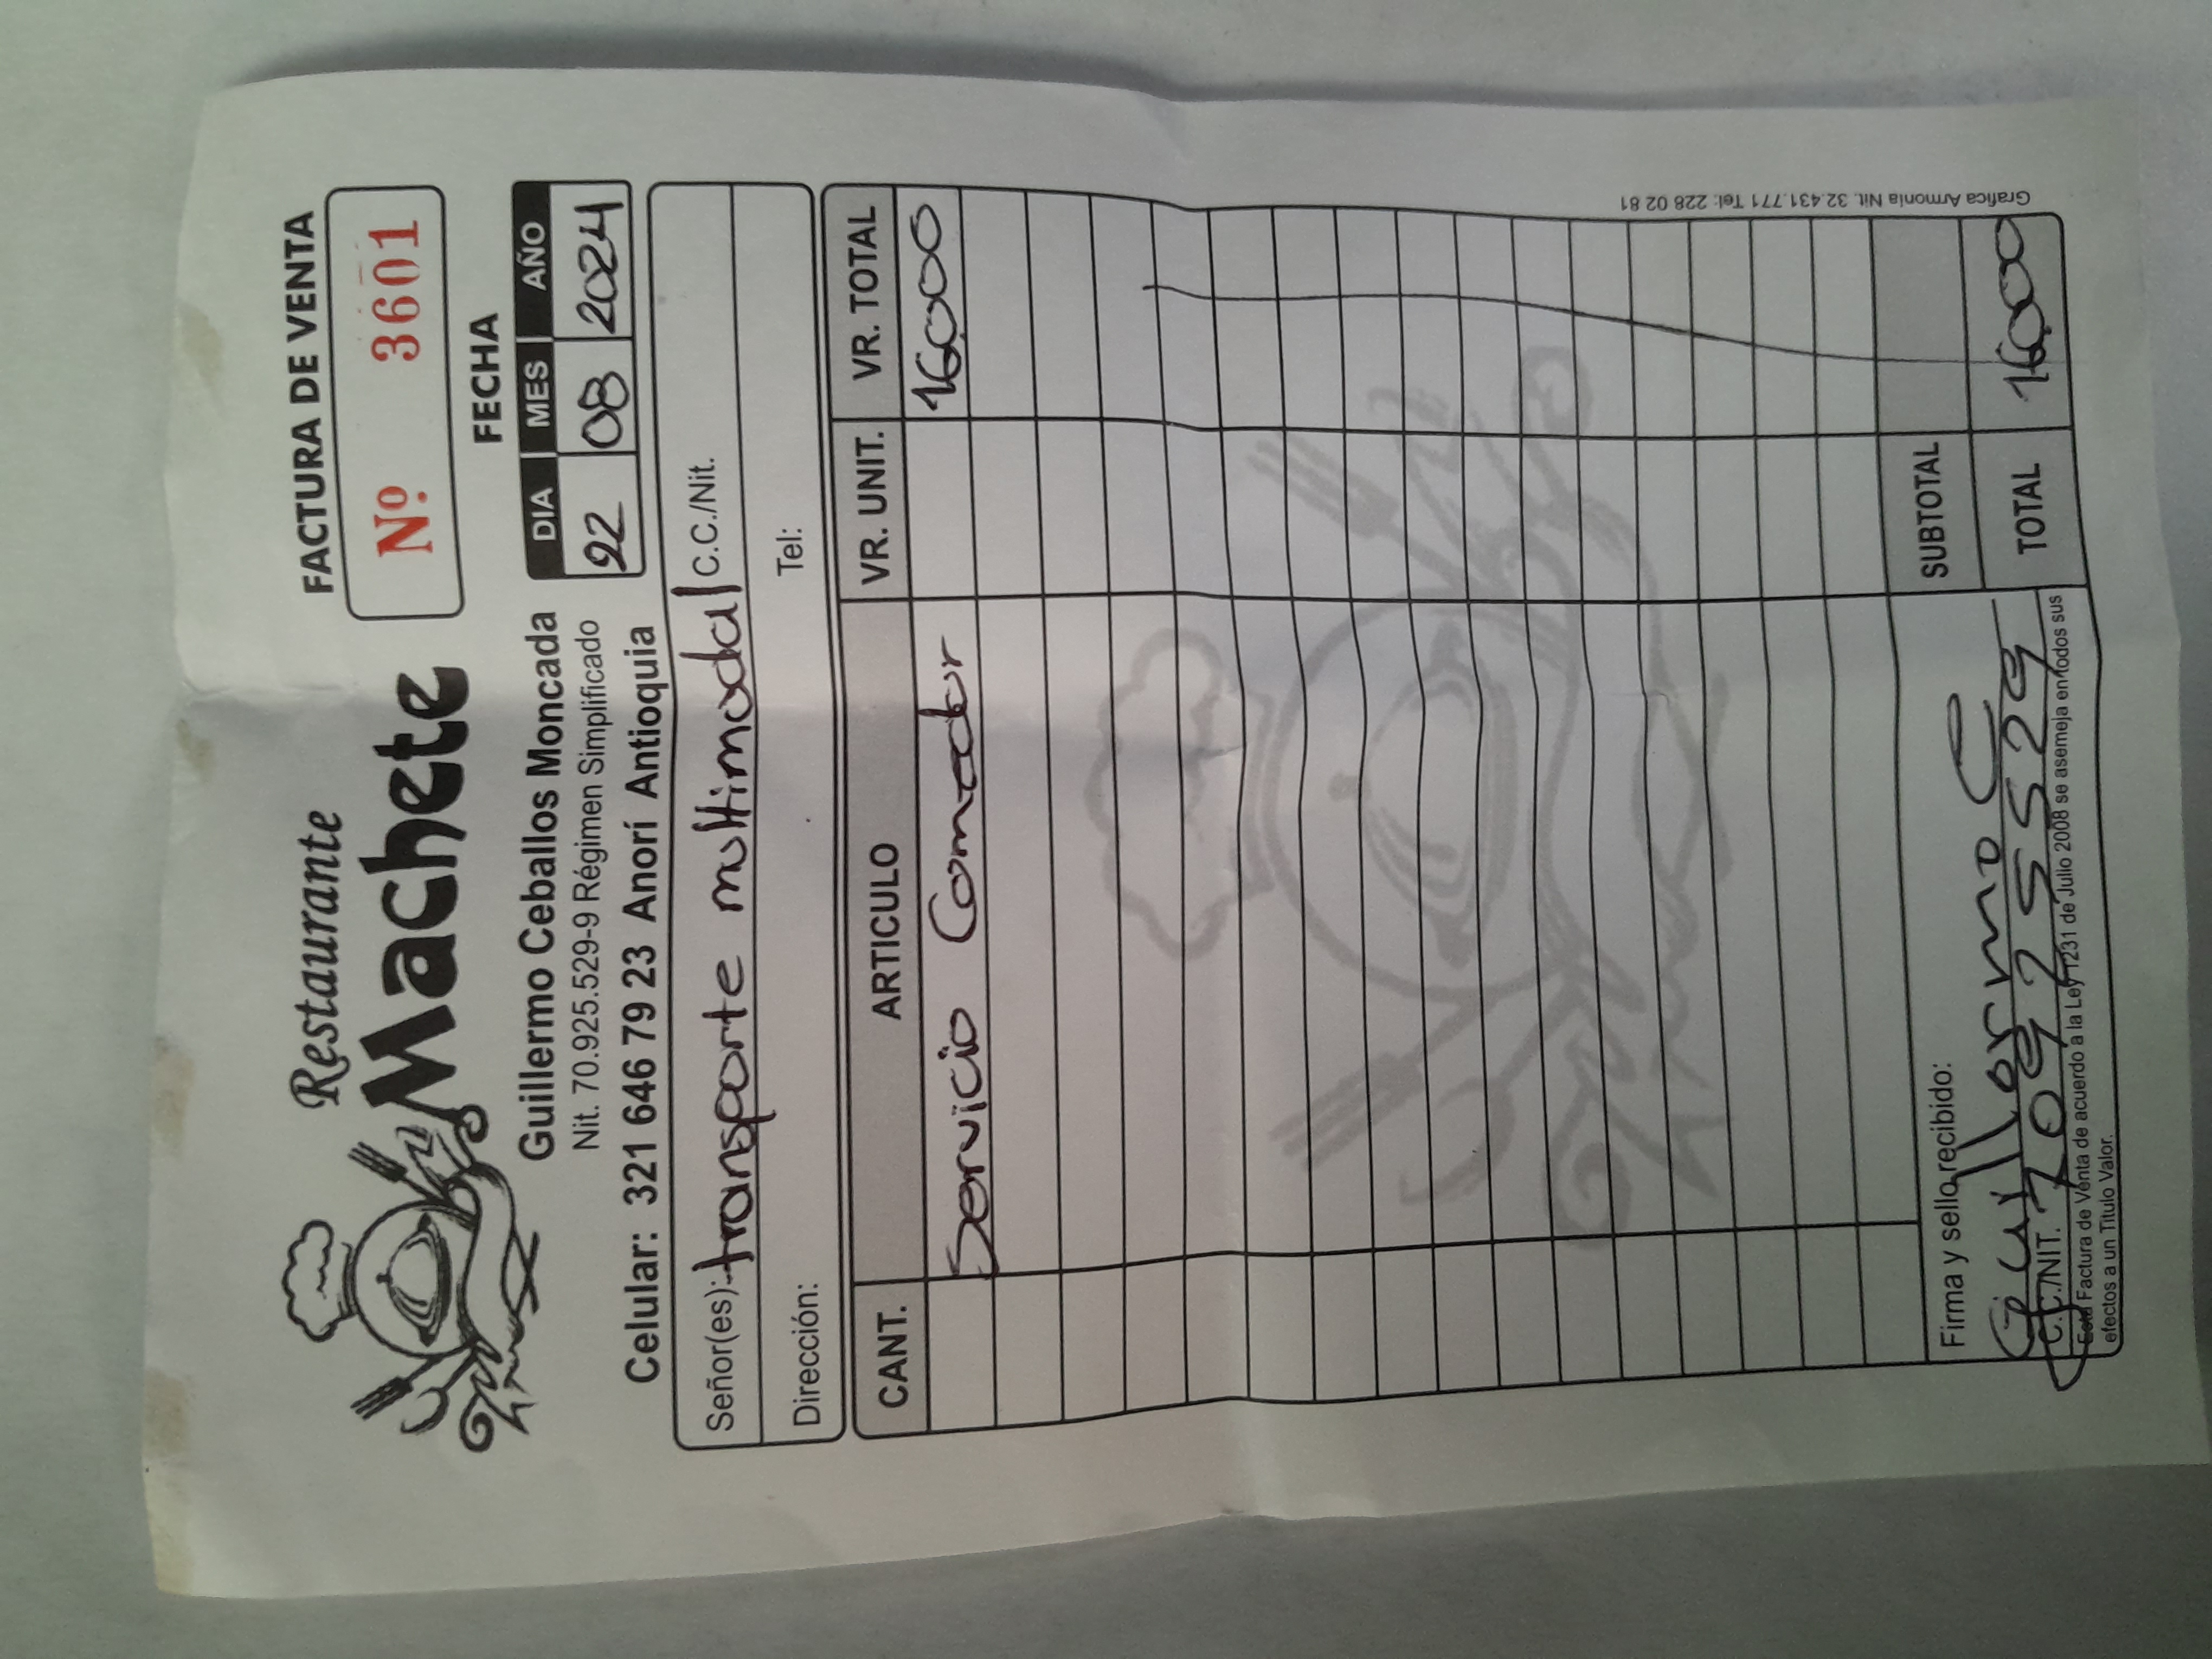 Restaurante
Machete
FACTURA DE VENTA
Nº. 3601
FECHA
DIA MES AÑO
22 08 2024
Guillermo Ceballos Moncada
Nit. 70.925.529-9 Régimen Simplificado
Celular: 321 646 79 23 Anorí Antioquia
Señor(es): transporte multimodal C.C./Nit.
Dirección: Tel:
CANT. ARTICULO VR. UNIT. VR. TOTAL
Servicio Comedor 16000
SUBTOTAL
TOTAL 16000
Firma y sello recibido:
Guillermo C
C.C./NIT. 70925529
Esta Factura de Venta de acuerdo a la Ley 1231 de Julio 2008 se asemeja en todos sus
efectos a un Título Valor.
Grafica Armonia Nit. 32.431.771 Tel: 228 02 81